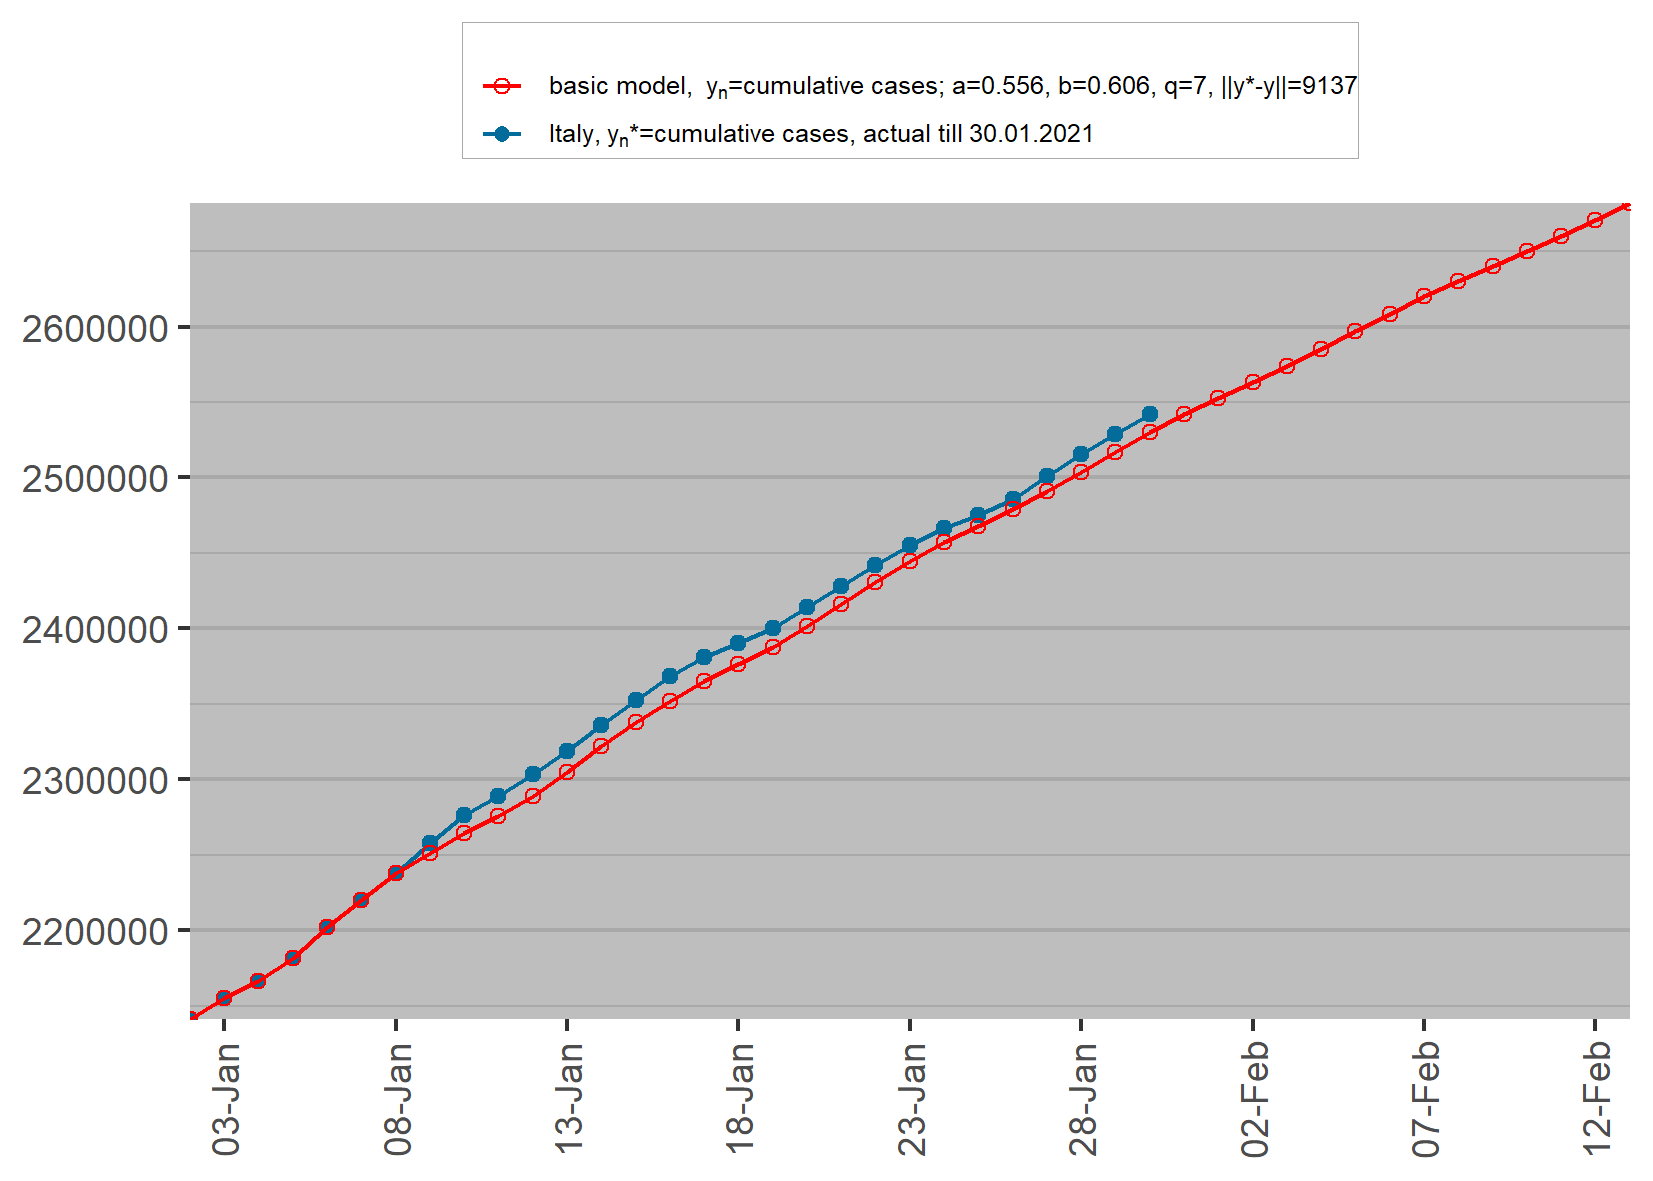 basic model, yn=cumulative cases; a=0.556, b=0.606, q=7, ||y*-y||=9137
Italy, yn*=cumulative cases, actual till 30.01.2021
2600000
2500000
2400000
2300000
2200000
03-Jan
08-Jan
13-Jan
18-Jan
23-Jan
28-Jan
02-Feb
07-Feb
12-Feb